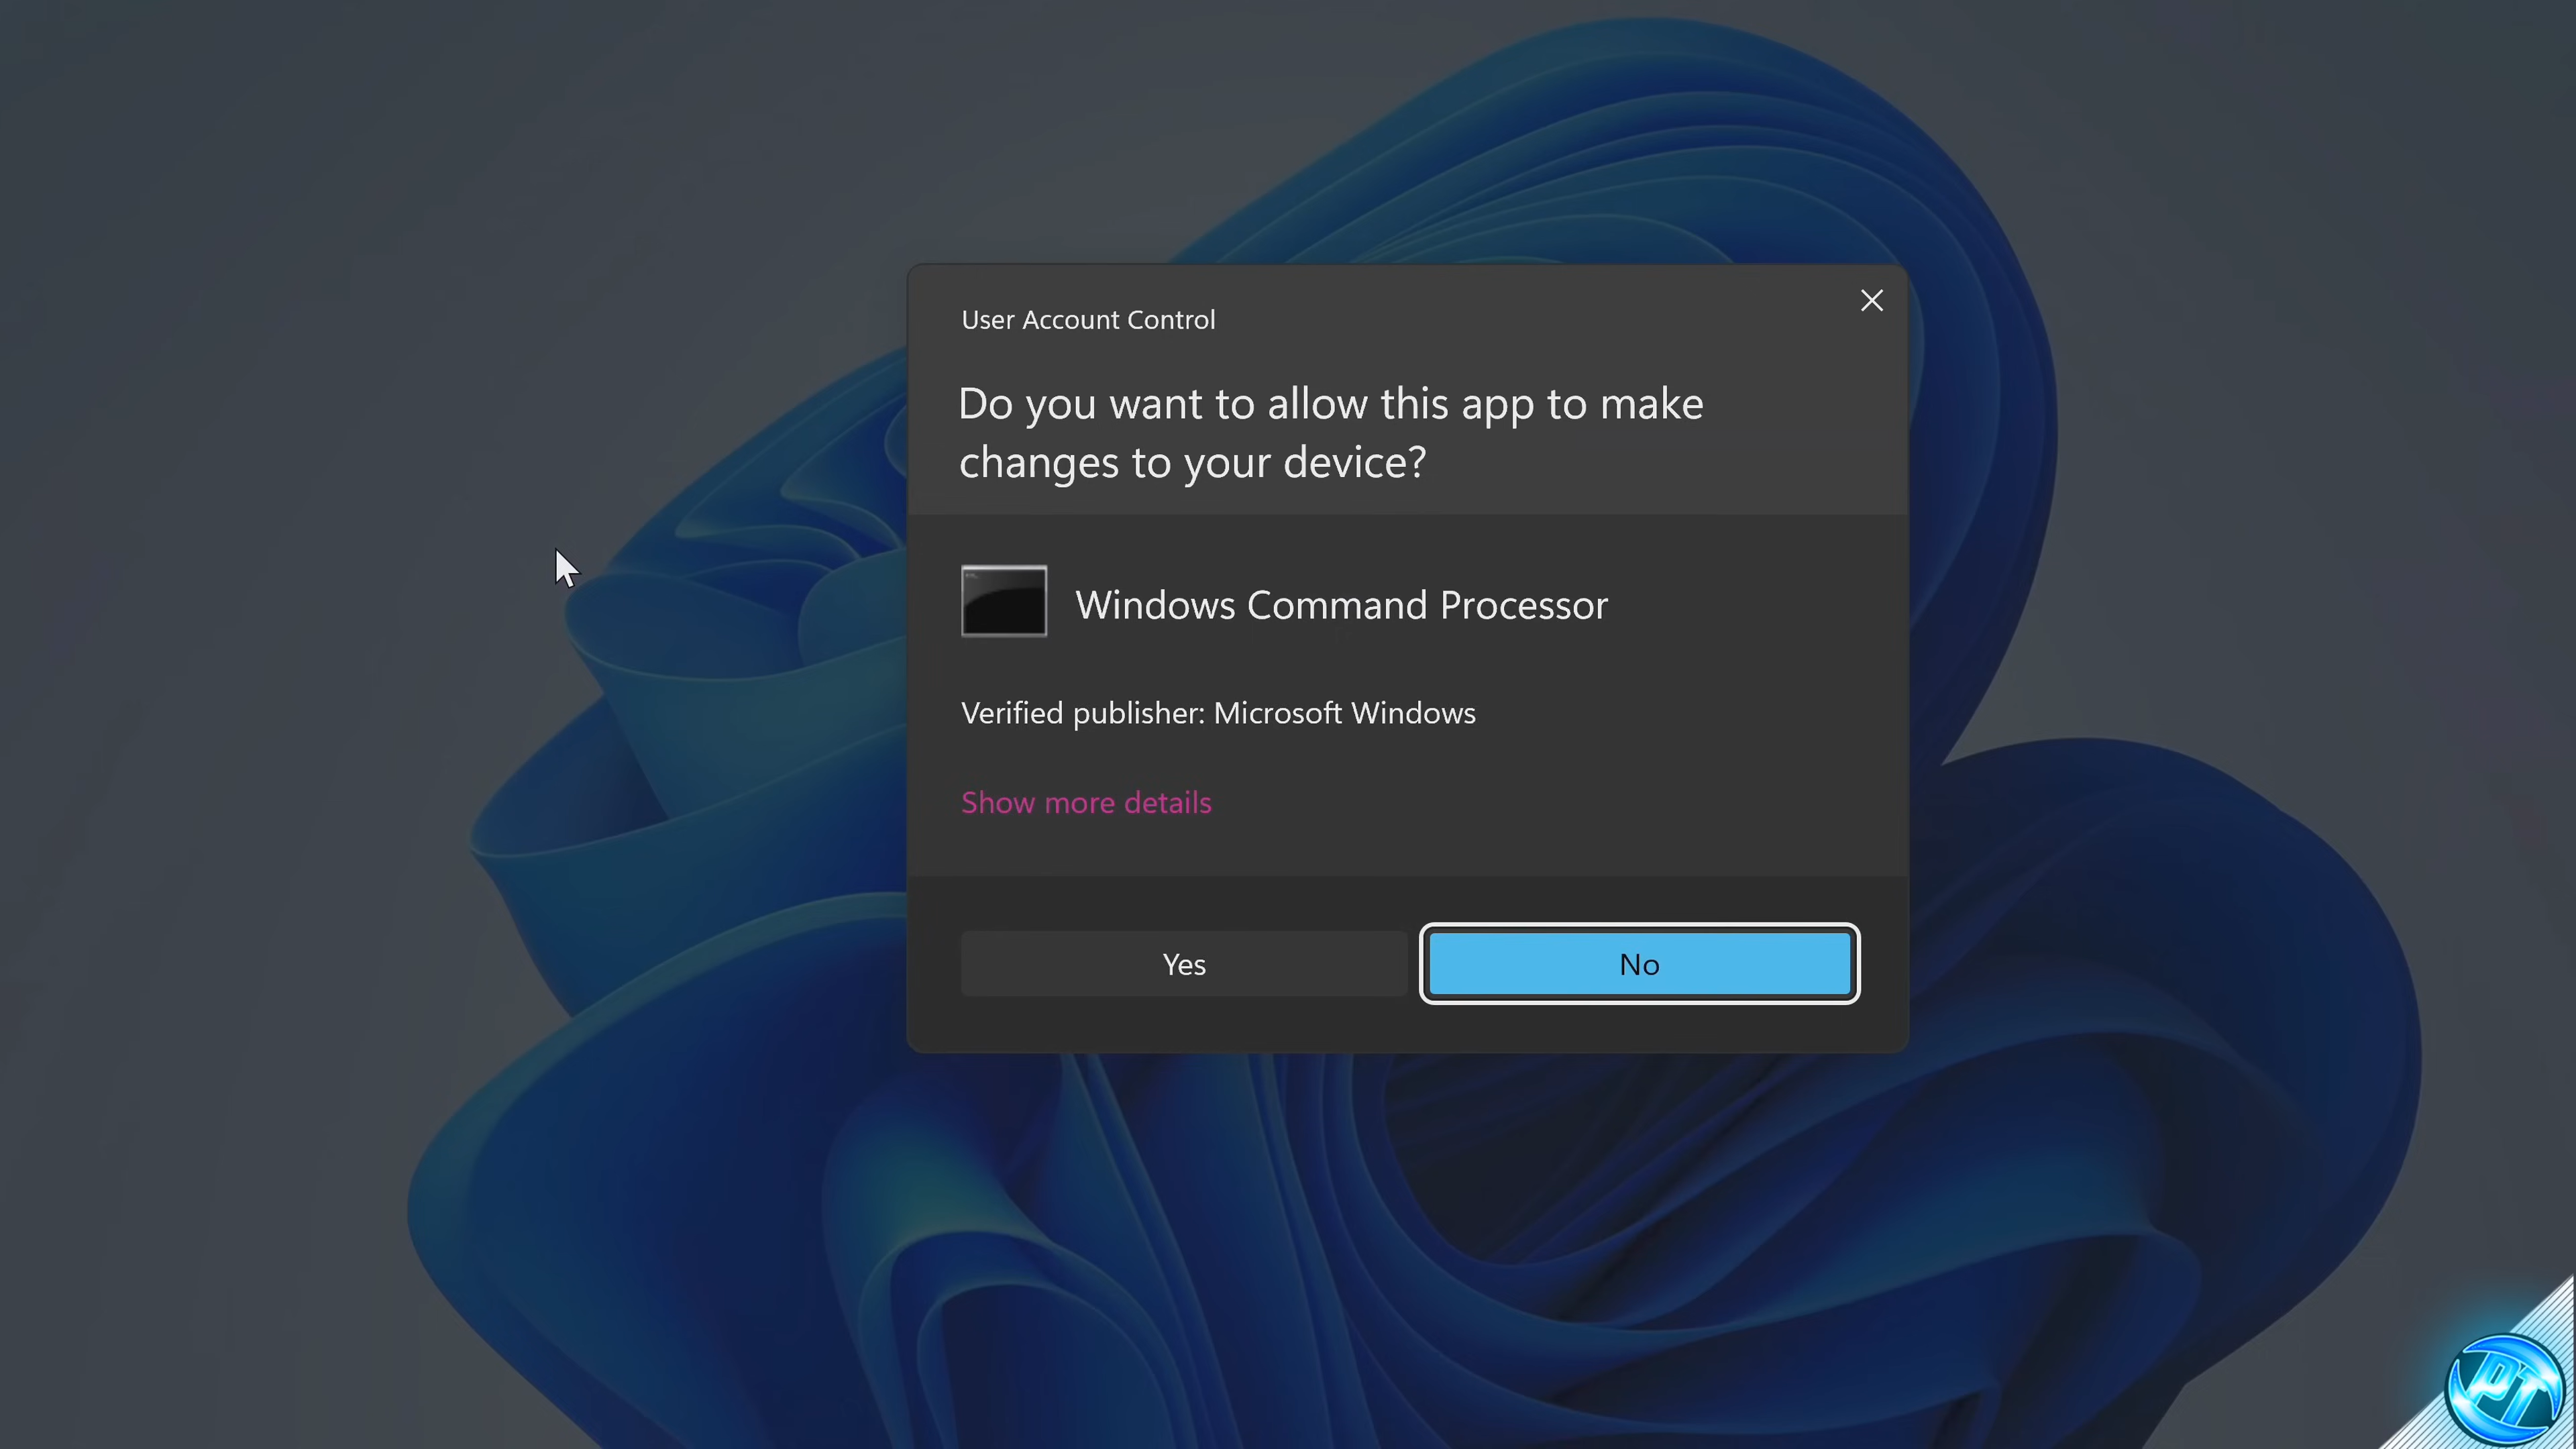 User Account Control
Do you want to allow this app to make
changes to your device?
Windows Command Processor
Verified publisher: Microsoft Windows
Show more details
Yes
No
PT